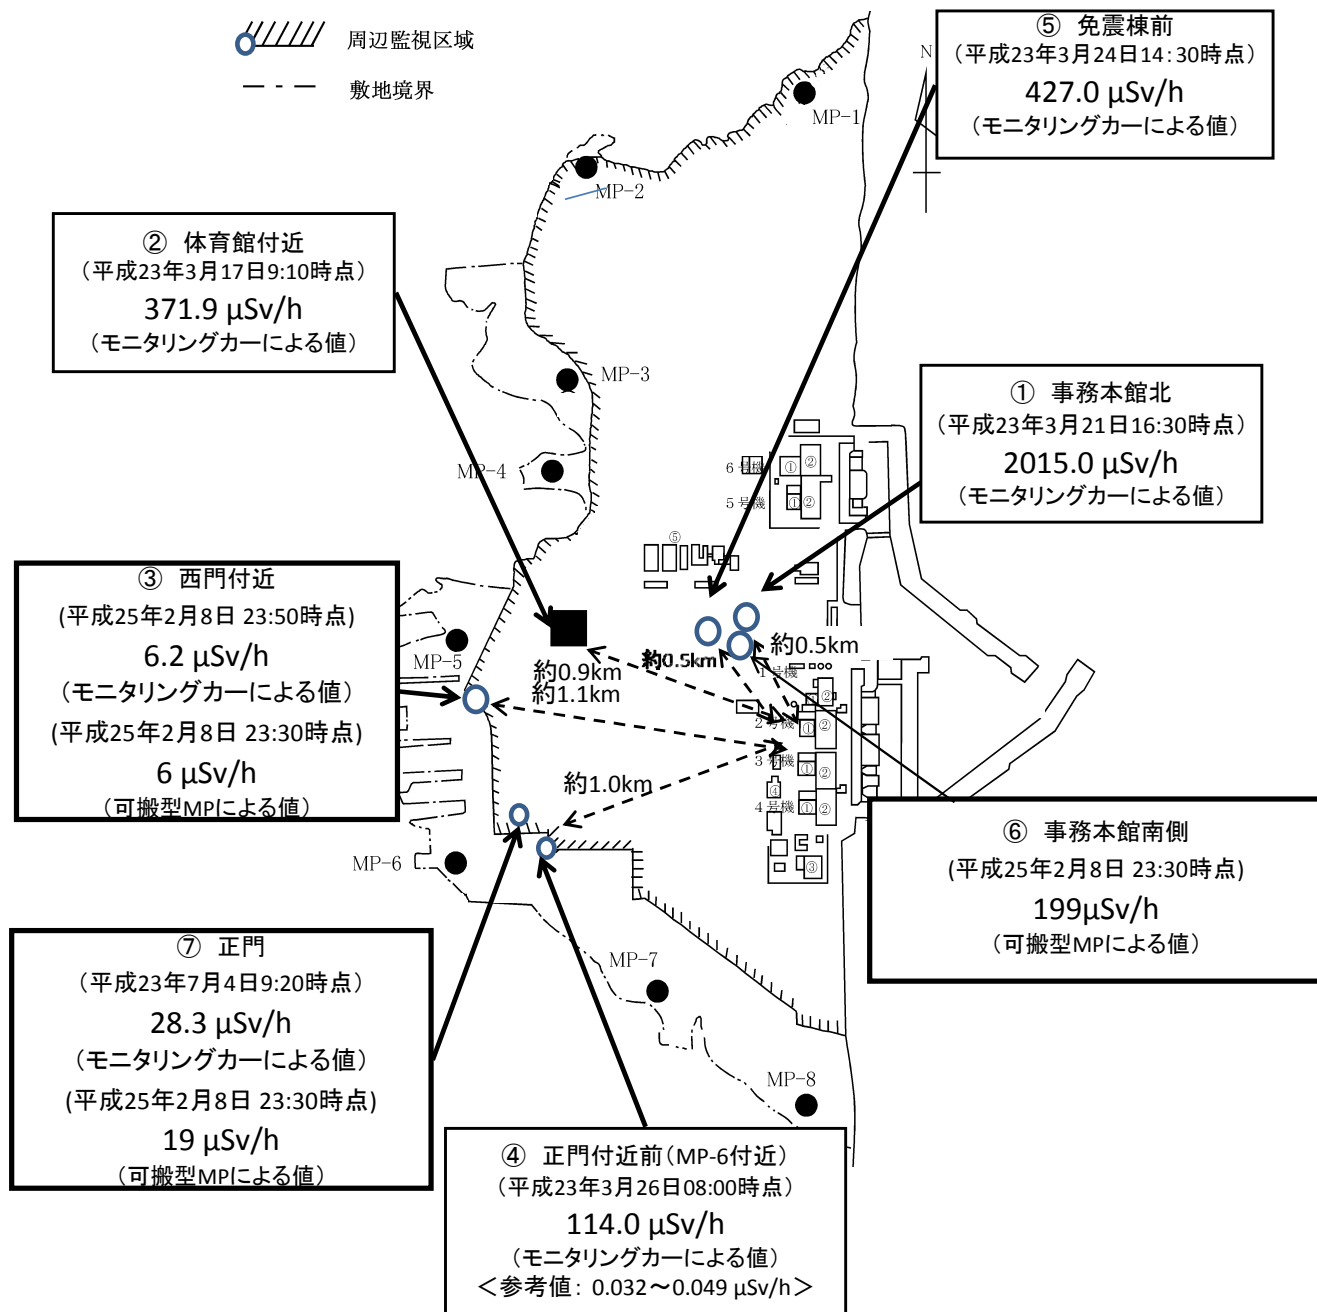 周辺監視区域
敷地境界
⑤ 免震棟前
（平成23年3月24日14:30時点）
427.0 μSv/h
（モニタリングカーによる値）
N
MP-1
MP-2
② 体育館付近
（平成23年3月17日9:10時点）
371.9 μSv/h
（モニタリングカーによる値）
MP-3
① 事務本館北
（平成23年3月21日16:30時点）
2015.0 μSv/h
（モニタリングカーによる値）
MP-4
6号機
① ②
5号機
① ②
⑤
③ 西門付近
(平成25年2月8日 23:50時点)
6.2 μSv/h
（モニタリングカーによる値）
(平成25年2月8日 23:30時点)
6 μSv/h
（可搬型MPによる値）
MP-5
約0.9km
約1.1km
約0.5km
約0.5km
1号機
②
2号機
① ②
3号機
① ②
④
4号機
① ②
③
約1.0km
MP-6
⑥ 事務本館南側
(平成25年2月8日 23:30時点)
199μSv/h
（可搬型MPによる値）
⑦ 正門
（平成23年7月4日9:20時点）
28.3 μSv/h
（モニタリングカーによる値）
(平成25年2月8日 23:30時点)
19 μSv/h
（可搬型MPによる値）
MP-7
MP-8
④ 正門付近前（MP-6付近）
（平成23年3月26日08:00時点）
114.0 μSv/h
（モニタリングカーによる値）
＜参考値： 0.032～0.049 μSv/h＞